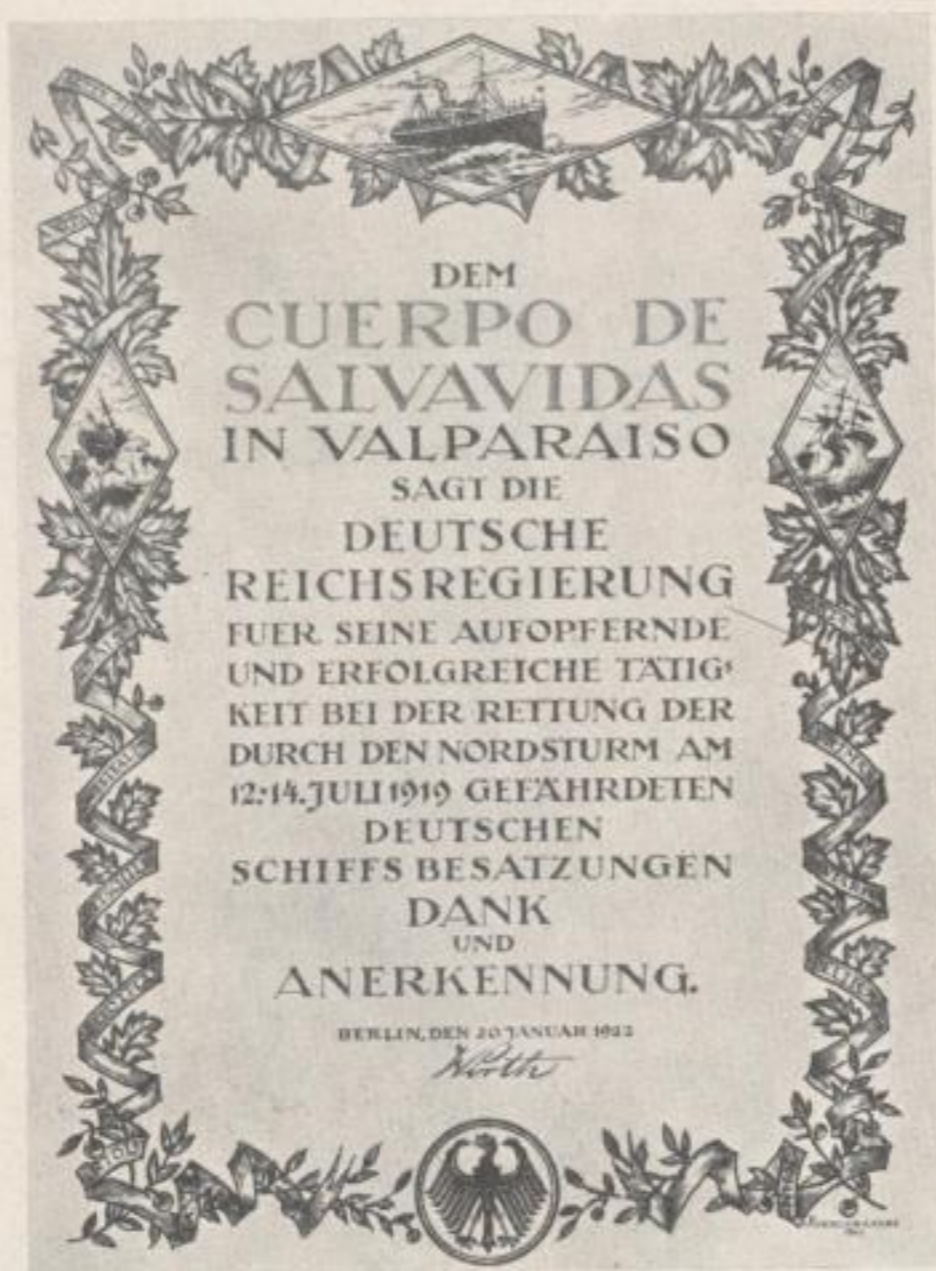 DEM
CUERPO DE
SALVAVIDAS
IN VALPARAISO
SAGT DIE
DEUTSCHE
REICHSREGIERUNG
FUER SEINE AUFOPFERNDE
UND ERFOLGREICHE TÄTIG-
KEIT BEI DER RETTUNG DER
DURCH DEN NORDSTURM AM
12-14. JULI 1919 GEFÄHRDETEN
DEUTSCHEN
SCHIFFSBESATZUNGEN
DANK
UND
ANERKENNUNG.
BERLIN, DEN 20 JANUAR 1922
Wirth